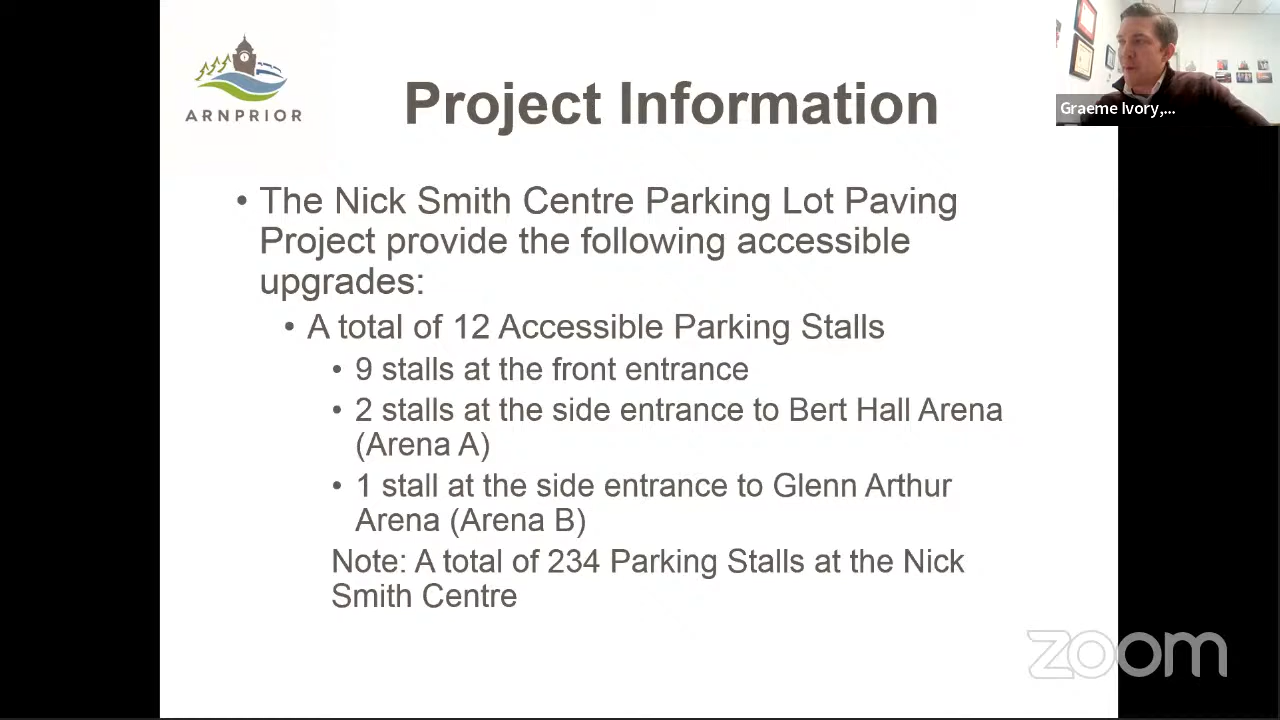 ARNPRIOR
Project Information
Graeme Ivory,...
• The Nick Smith Centre Parking Lot Paving
Project provide the following accessible
upgrades:
• A total of 12 Accessible Parking Stalls
• 9 stalls at the front entrance
• 2 stalls at the side entrance to Bert Hall Arena
(Arena A)
• 1 stall at the side entrance to Glenn Arthur
Arena (Arena B)
Note: A total of 234 Parking Stalls at the Nick
Smith Centre
zoom